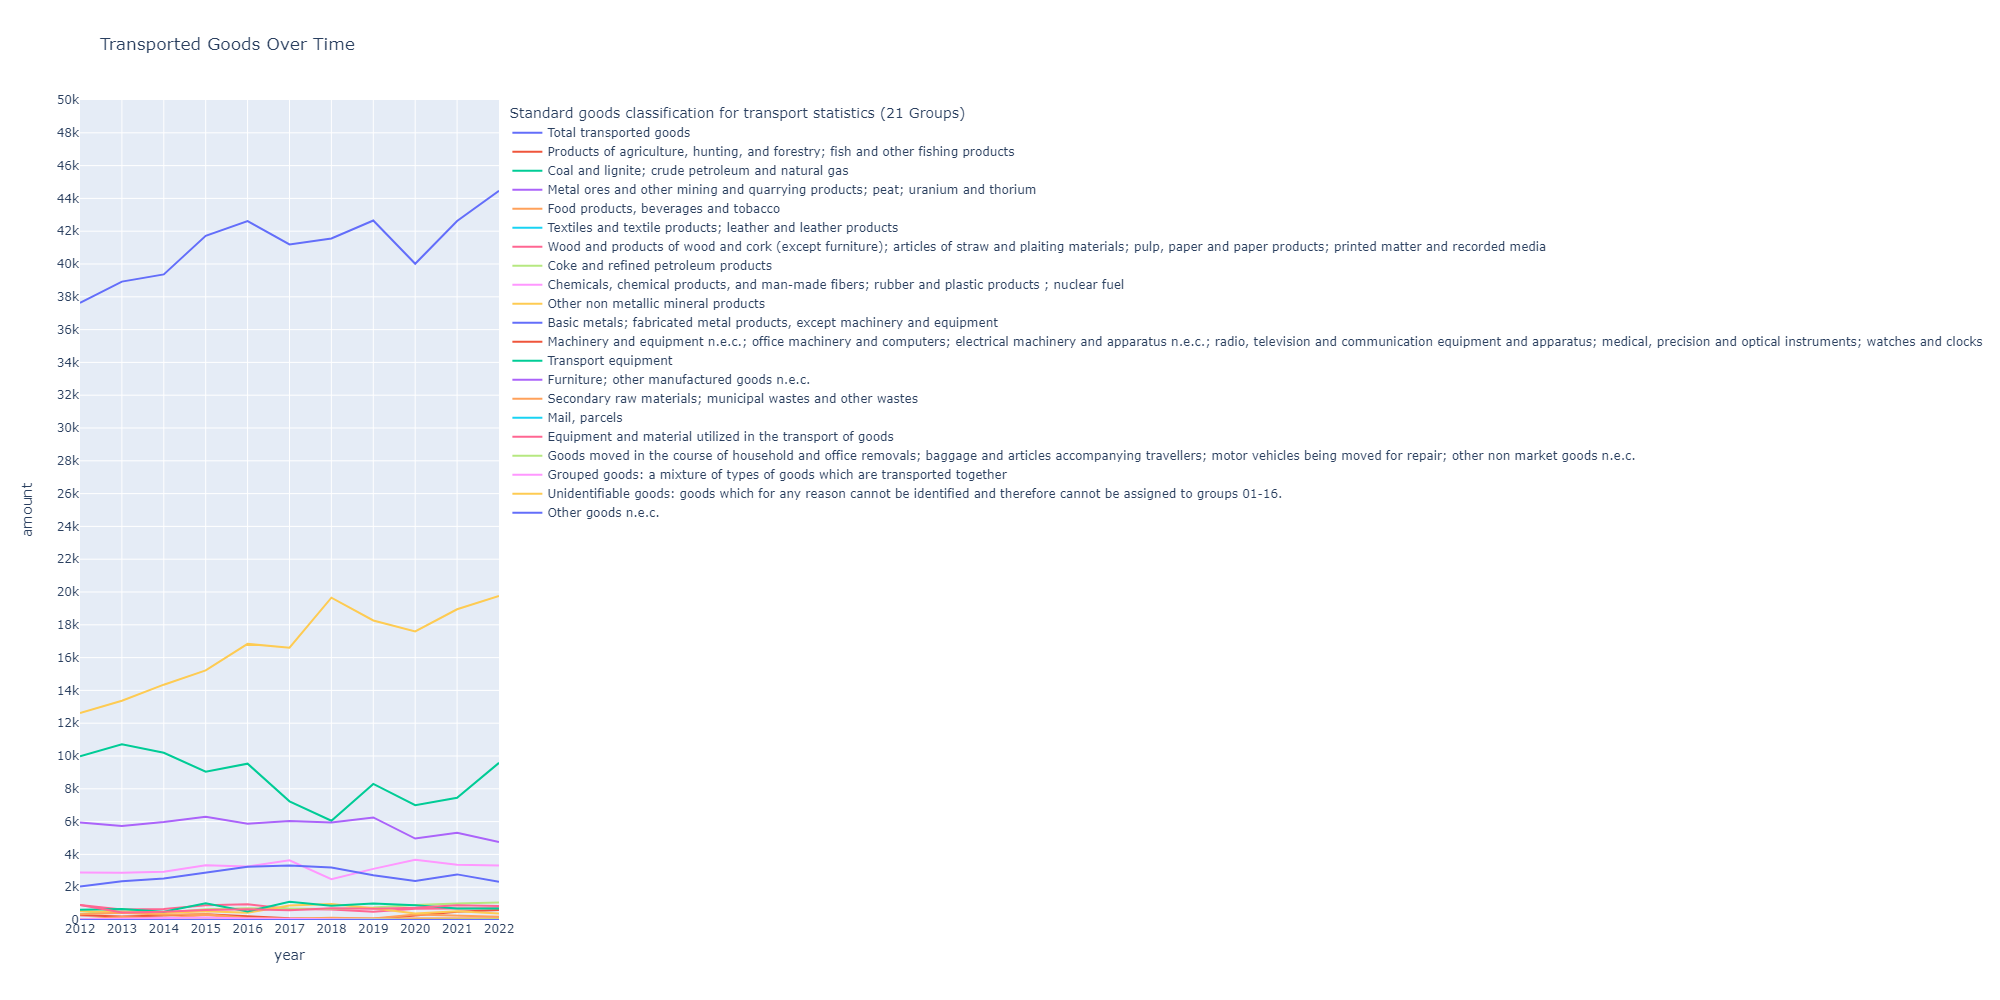 Transported Goods Over Time
50k
48k
46k
44k
42k
40k
38k
36k
34k
32k
30k
28k
26k
24k
22k
20k
18k
16k
14k
12k
10k
8k
6k
4k
2k
0
amount
2012 2013 2014 2015 2016 2017 2018 2019 2020 2021 2022
year
Standard goods classification for transport statistics (21 Groups)
Total transported goods
Products of agriculture, hunting, and forestry; fish and other fishing products
Coal and lignite; crude petroleum and natural gas
Metal ores and other mining and quarrying products; peat; uranium and thorium
Food products, beverages and tobacco
Textiles and textile products; leather and leather products
Wood and products of wood and cork (except furniture); articles of straw and plaiting materials; pulp, paper and paper products; printed matter and recorded media
Coke and refined petroleum products
Chemicals, chemical products, and man-made fibers; rubber and plastic products ; nuclear fuel
Other non metallic mineral products
Basic metals; fabricated metal products, except machinery and equipment
Machinery and equipment n.e.c.; office machinery and computers; electrical machinery and apparatus n.e.c.; radio, television and communication equipment and apparatus; medical, precision and optical instruments; watches and clocks
Transport equipment
Furniture; other manufactured goods n.e.c.
Secondary raw materials; municipal wastes and other wastes
Mail, parcels
Equipment and material utilized in the transport of goods
Goods moved in the course of household and office removals; baggage and articles accompanying travellers; motor vehicles being moved for repair; other non market goods n.e.c.
Grouped goods: a mixture of types of goods which are transported together
Unidentifiable goods: goods which for any reason cannot be identified and therefore cannot be assigned to groups 01-16.
Other goods n.e.c.